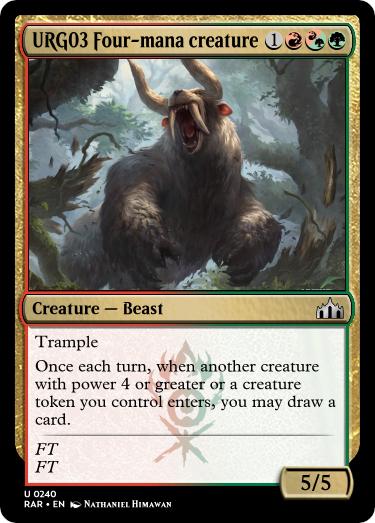 URG03 Four-mana creature 1
Creature — Beast
Trample
Once each turn, when another creature
with power 4 or greater or a creature
token you control enters, you may draw a
card.
FT
FT
5/5
U 0240
RAR • EN NATHANIEL HIMAWAN